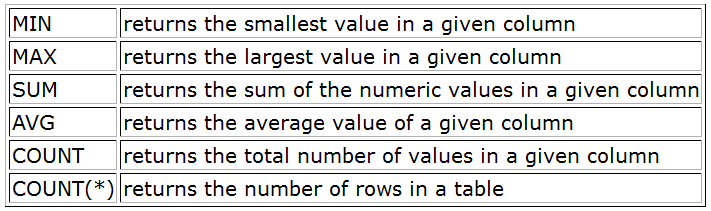 MIN returns the smallest value in a given column
MAX returns the largest value in a given column
SUM returns the sum of the numeric values in a given column
AVG returns the average value of a given column
COUNT returns the total number of values in a given column
COUNT(*) returns the number of rows in a table